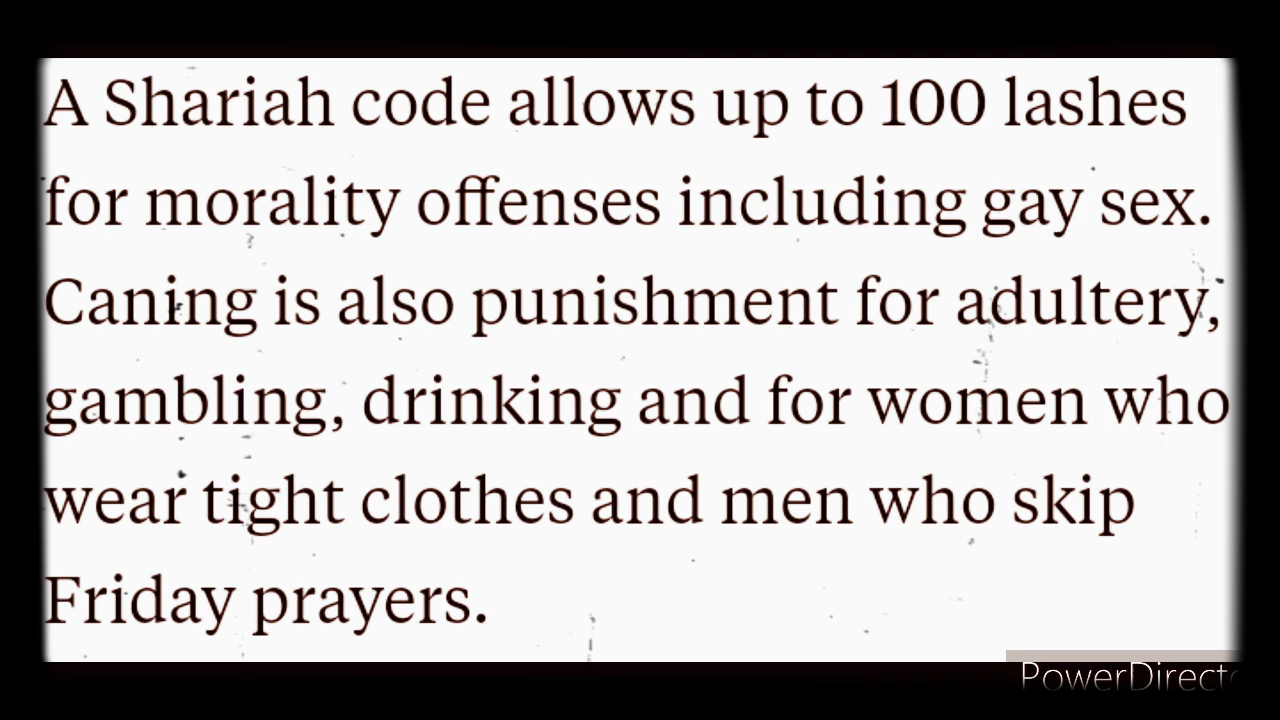 A Shariah code allows up to 100 lashes
for morality offenses including gay sex.
Caning is also punishment for adultery,
gambling, drinking and for women who
wear tight clothes and men who skip
Friday prayers.
PowerDirect